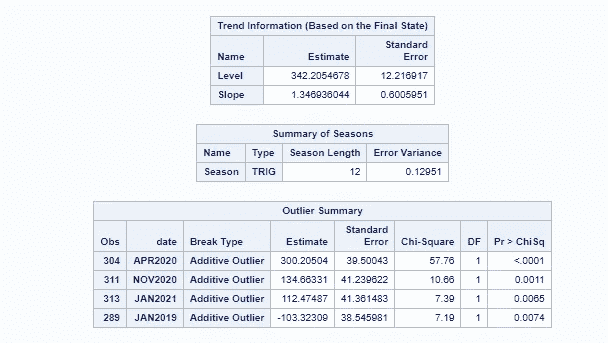 Trend Information (Based on the Final State)
Name Estimate Standard Error
Level 342.2054678 12.216917
Slope 1.346936044 0.6005951
Summary of Seasons
Name Type Season Length Error Variance
Season TRIG 12 0.12951
Outlier Summary
Obs date Break Type Estimate Standard Error Chi-Square DF Pr > ChiSq
304 APR2020 Additive Outlier 300.20504 39.50043 57.76 1 <.0001
311 NOV2020 Additive Outlier 134.66331 41.239622 10.66 1 0.0011
313 JAN2021 Additive Outlier 112.47487 41.361483 7.39 1 0.0065
289 JAN2019 Additive Outlier -103.32309 38.545981 7.19 1 0.0074